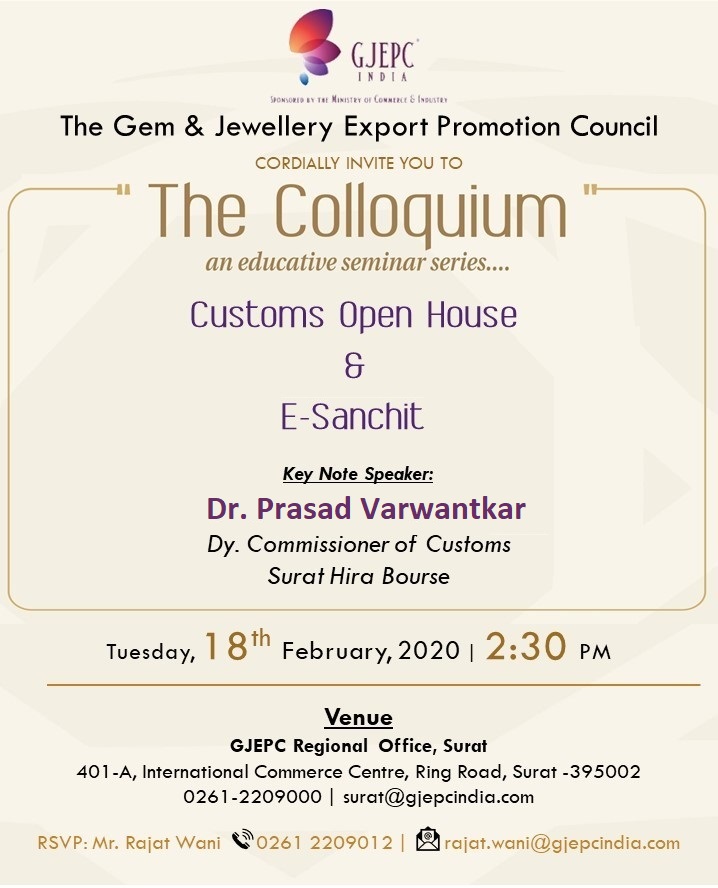 GJEPC
INDIA
SPONSORED BY THE MINISTRY OF COMMERCE & INDUSTRY
The Gem & Jewellery Export Promotion Council
CORDIALLY INVITE YOU TO
" The Colloquium "
an educative seminar series....
Customs Open House
&
E-Sanchit
Key Note Speaker:
Dr. Prasad Varwantkar
Dy. Commissioner of Customs
Surat Hira Bourse
Tuesday, 18th February, 2020 | 2:30 PM
Venue
GJEPC Regional Office, Surat
401-A, International Commerce Centre, Ring Road, Surat -395002
0261-2209000 | surat@gjepcindia.com
RSVP: Mr. Rajat Wani 0261 2209012 | rajat.wani@gjepcindia.com